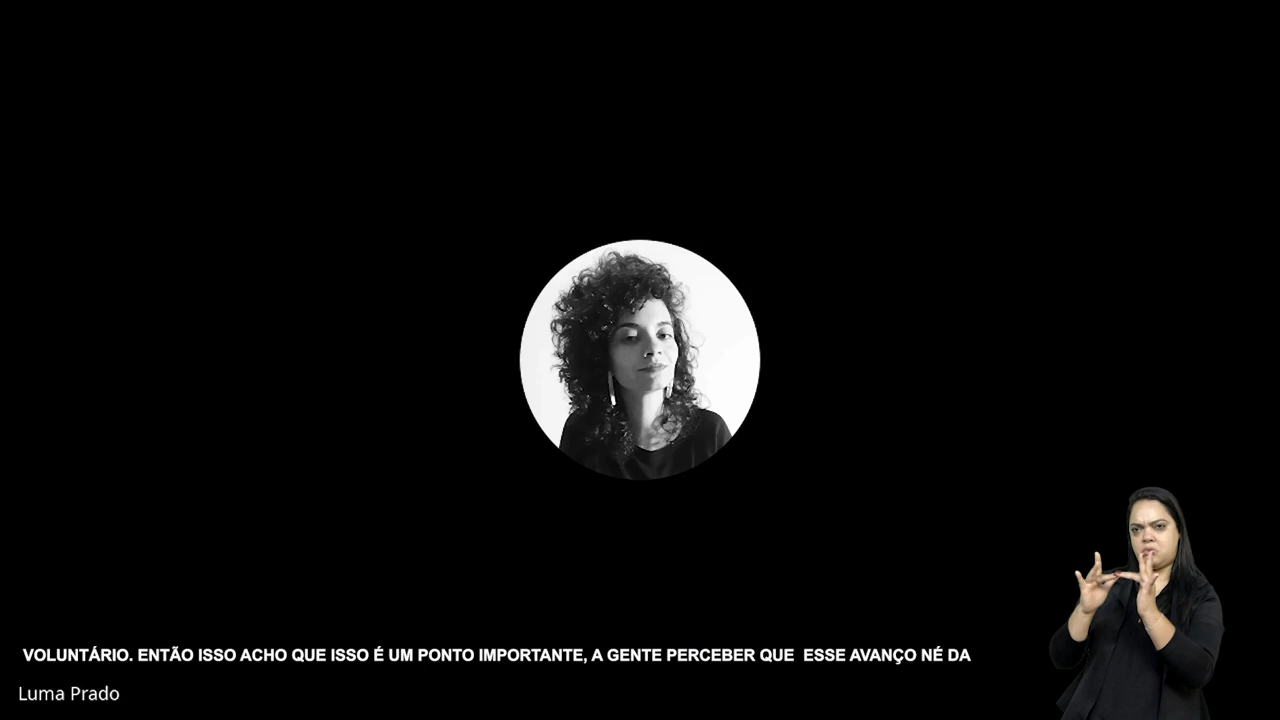 VOLUNTÁRIO. ENTÃO ISSO ACHO QUE ISSO É UM PONTO IMPORTANTE, A GENTE PERCEBER QUE ESSE AVANÇO NÉ DA
Luma Prado